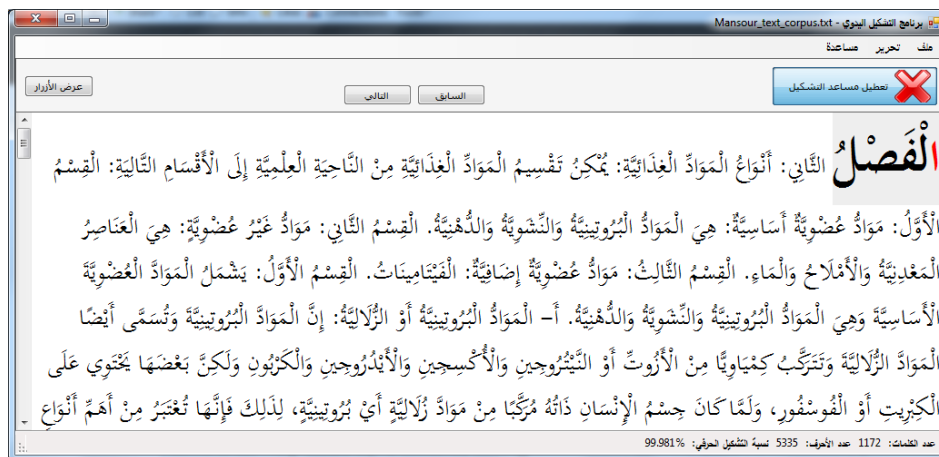 برنامج التشكيل اليدوي - Mansour_text_corpus.txt
ملف تحرير مساعدة
تعطيل مساعد التشكيل
السابق
التالي
عرض الأزرار
الْفَصْلُ الثَّانِي: أَنْوَاعُ الْمَوَادِّ الْغِذَائِيَّةِ: يُمْكِنُ تَقْسِيمُ الْمَوَادِّ الْغِذَائِيَّةِ مِنْ النَّاحِيَةِ الْعِلْمِيَّةِ إِلَى الْأَقْسَامِ التَّالِيَةِ: الْقِسْمُ
الْأَوَّلُ: مَوَادُّ عُضْوِيَّةٌ أَسَاسِيَّةٌ: هِيَ الْمَوَادُّ الْبُرُوتِينِيَّةُ وَالنِّشَوِيَّةُ وَالدُّهْنِيَّةُ. الْقِسْمُ الثَّانِي: مَوَادُّ غَيْرُ عُضْوِيَّةٍ: هِيَ الْعَنَاصِرُ
الْمَعْدِنِيَّةُ وَالْأَمْلَاحُ وَالْمَاءِ. الْقِسْمُ الثَّالِثُ: مَوَادُّ عُضْوِيَّةٌ إِضَافِيَّةٌ: الْفَيْتَامِينَاتُ. الْقِسْمُ الْأَوَّلُ: يَشْمَلُ الْمَوَادَّ الْعُضْوِيَّةَ
الْأَسَاسِيَّةَ وَهِيَ الْمَوَادُّ الْبُرُوتِينِيَّةُ وَالنِّشَوِيَّةُ وَالدُّهْنِيَّةُ. أ– الْمَوَادُّ الْبُرُوتِينِيَّةُ أَوْ الزُّلَالِيَّةُ: إِنَّ الْمَوَادَّ الْبُرُوتِينِيَّةَ وَتُسَمَّى أَيْضًا
الْمَوَادَّ الزُّلَالِيَّةَ وَتَتَرَكَّبُ كِمْيَاوِيًّا مِنْ الْأَزُوتِّ أَوْ النَّيْتُرُوجِينِ وَالْأُكْسِجِينِ وَالْأَيْدُرُوجِينِ وَالْكَرْبُونِ وَلَكِنَّ بَعْضَهَا يَحْتَوِي عَلَى
الْكِبْرِيتِ أَوْ الْفُوسْفُورِ، وَلَمَّا كَانَ جِسْمُ الْإِنْسَانِ ذَاتُهُ مُرَكَّبًا مِنْ مَوَادَّ زُلَالِيَّةٍ أَيْ بُرُوتِينِيَّةٍ، لِذَلِكَ فَإِنَّهَا تُعْتَبَرُ مِنْ أَهَمِّ أَنْوَاعِ
عدد الكلمات: 1172 عدد الأحرف: 5335 نسبة التشكيل الحرفي: 99.981%